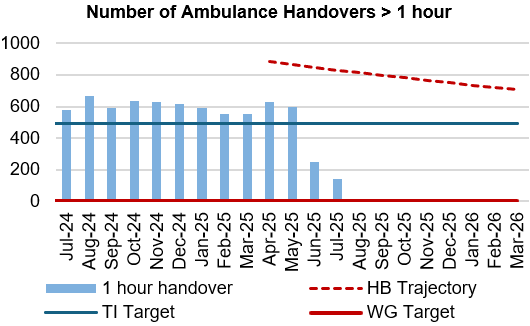 Number of Ambulance Handovers > 1 hour
1000
800
600
400
200
0
Jul-24
Aug-24
Sep-24
Oct-24
Nov-24
Dec-24
Jan-25
Feb-25
Mar-25
Apr-25
May-25
Jun-25
Jul-25
Aug-25
Sep-25
Oct-25
Nov-25
Dec-25
Jan-26
Feb-26
Mar-26
1 hour handover HB Trajectory
TI Target WG Target